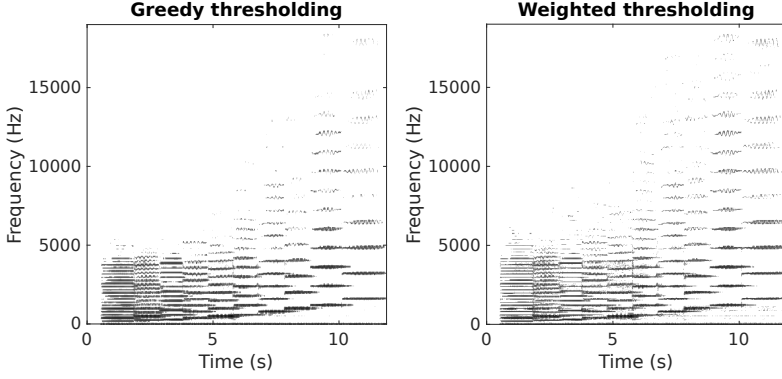 Greedy thresholding
Weighted thresholding
Frequency (Hz)
15000
10000
5000
0
0
5
10
Time (s)
Frequency (Hz)
15000
10000
5000
0
0
5
10
Time (s)